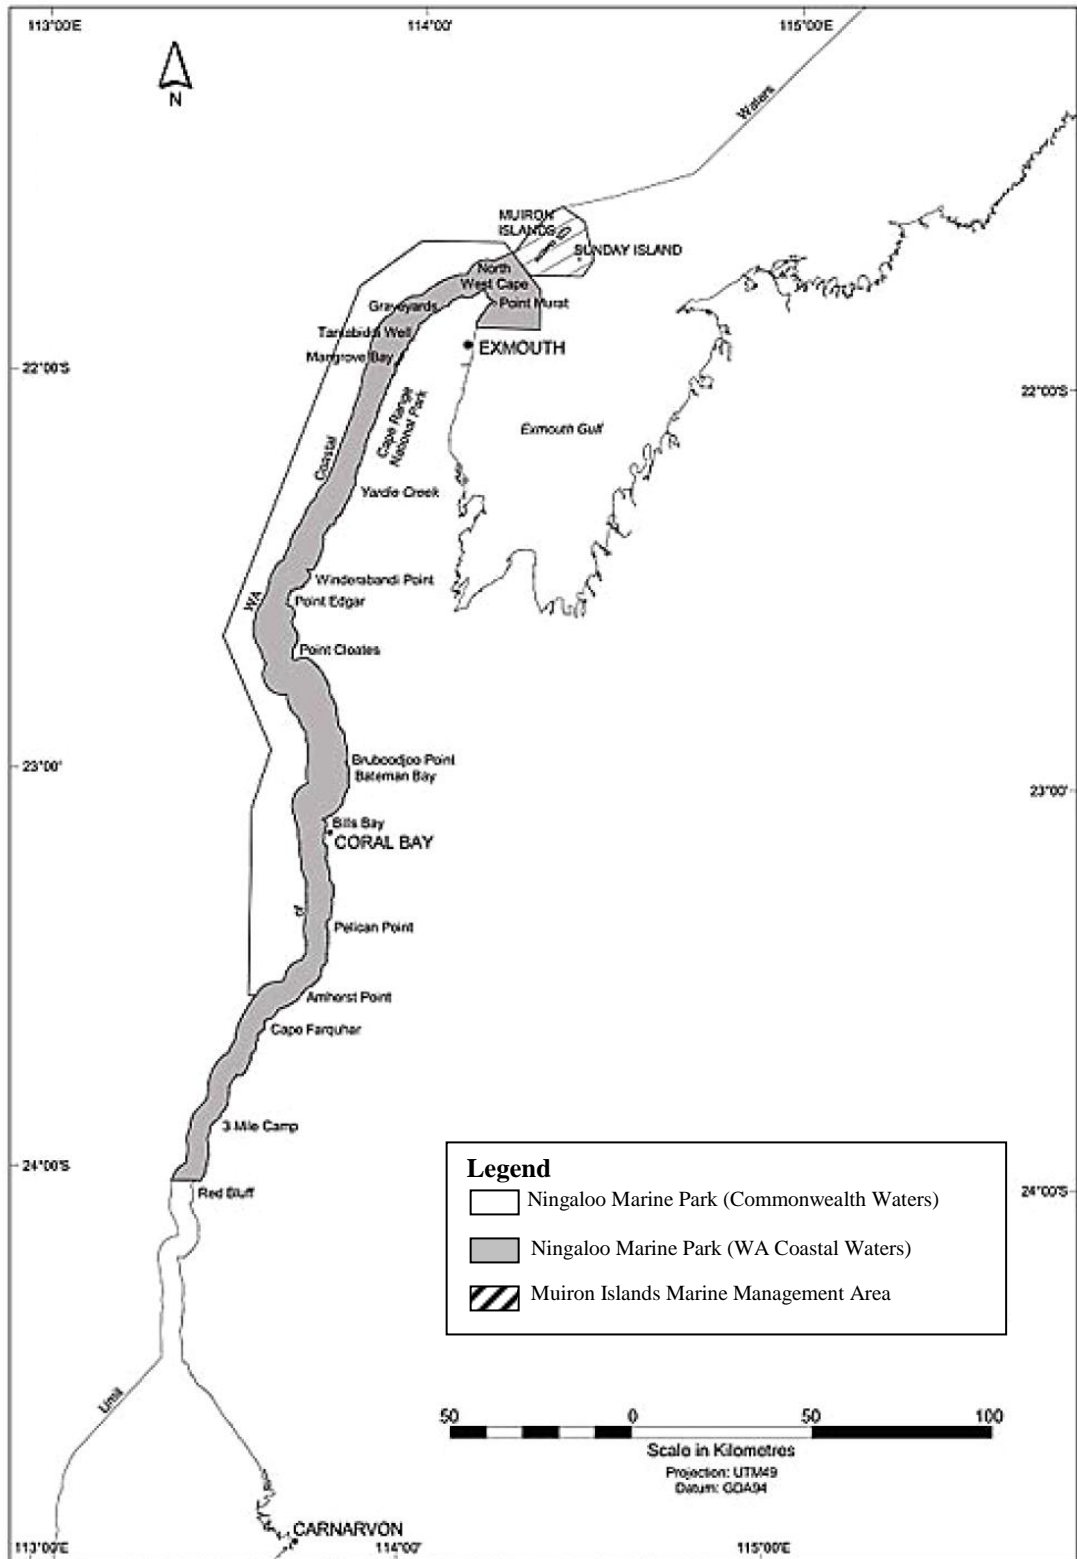 113°00'E
114°00'
115°00'E
N
Waters
MUIRON
ISLANDS
SUNDAY ISLAND
North
West Cape
Point Murat
Graveyards
Tantabiddi Well
Mangrove Bay
EXMOUTH
22°00'S
22°00'S
Cape Range
National Park
Exmouth Gulf
Coastal
Yardie Creek
Winderabandi Point
Point Edgar
WA
Point Cloates
Bruboodjoo Point
Bateman Bay
23°00'
23°00'
Bills Bay
CORAL BAY
of
Pelican Point
Amherst Point
Cape Farquhar
3 Mile Camp
24°00'S
24°00'S
Red Bluff
Legend
Ningaloo Marine Park (Commonwealth Waters)
Ningaloo Marine Park (WA Coastal Waters)
Muiron Islands Marine Management Area
Limit
50 0 50 100
Scale in Kilometres
Projection: UTM49
Datum: GDA94
CARNARVON
113°00'E
114°00'
115°00'E